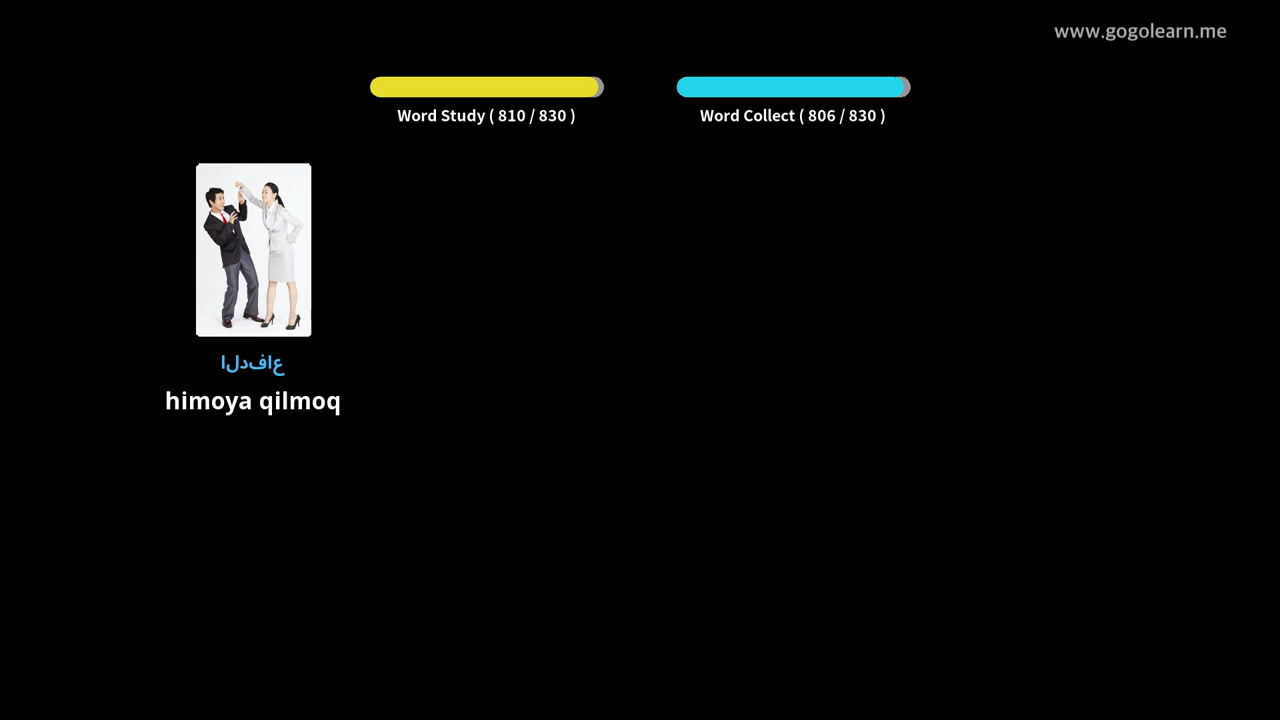 www.gogolearn.me
Word Study ( 810 / 830 )
Word Collect ( 806 / 830 )
الدفاع
himoya qilmoq